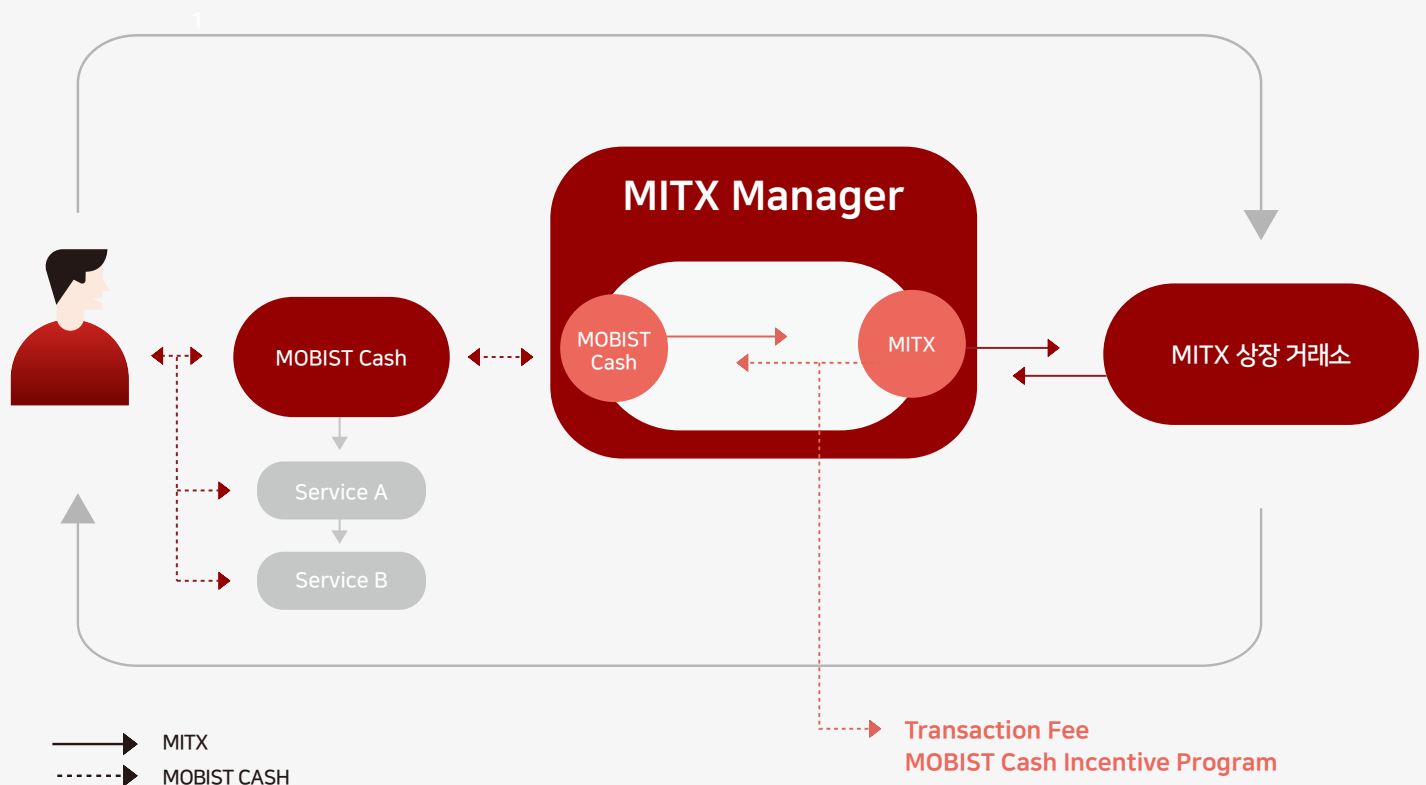 1
MITX Manager
MOBIST Cash
MOBIST
Cash
MITX
MITX 상장 거래소
Service A
Service B
MITX
MOBIST CASH
Transaction Fee
MOBIST Cash Incentive Program